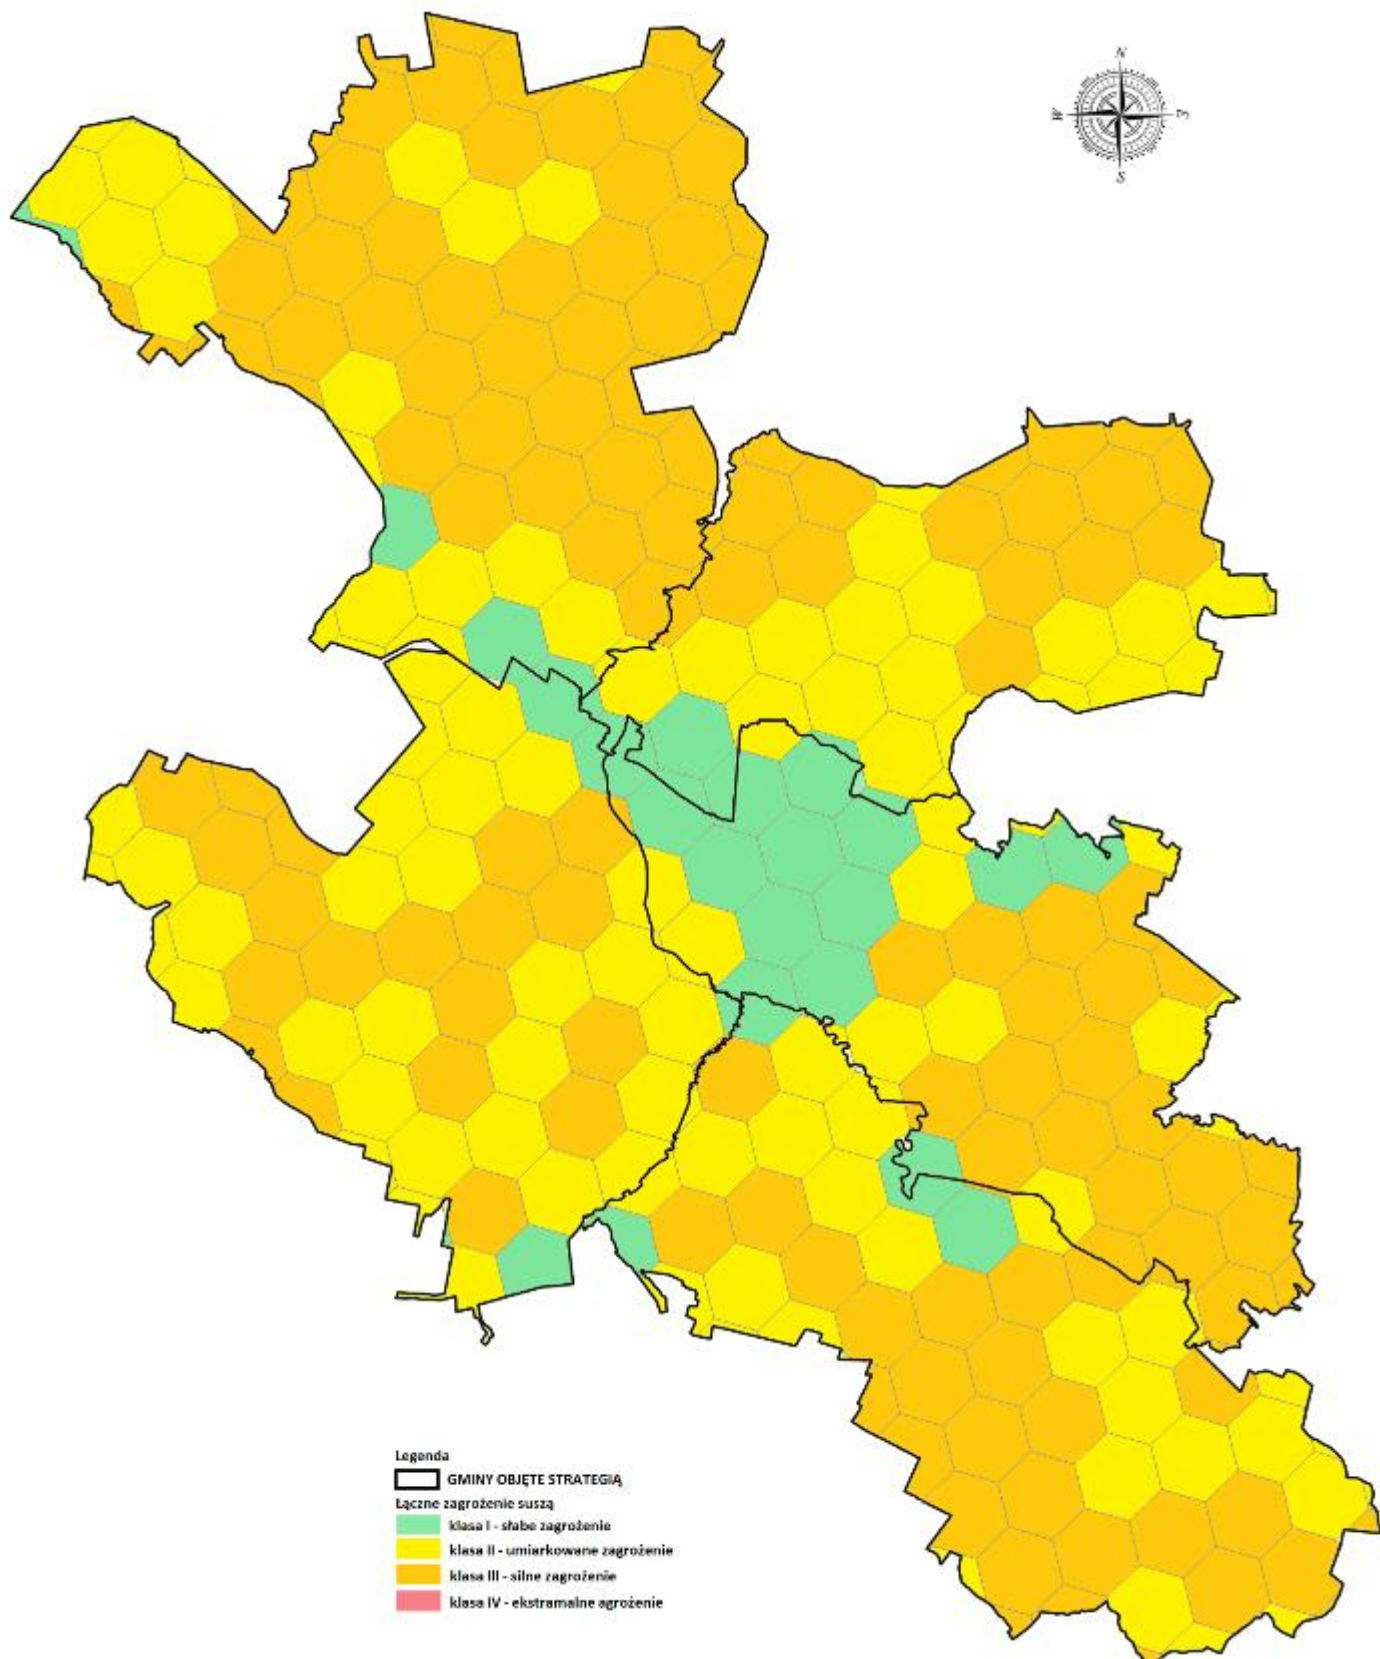 N
W E
S
Legenda
GMINY OBJĘTE STRATEGIĄ
Łączne zagrożenie suszą
klasa I - słabe zagrożenie
klasa II - umiarkowane zagrożenie
klasa III - silne zagrożenie
klasa IV - ekstramalne agrożenie